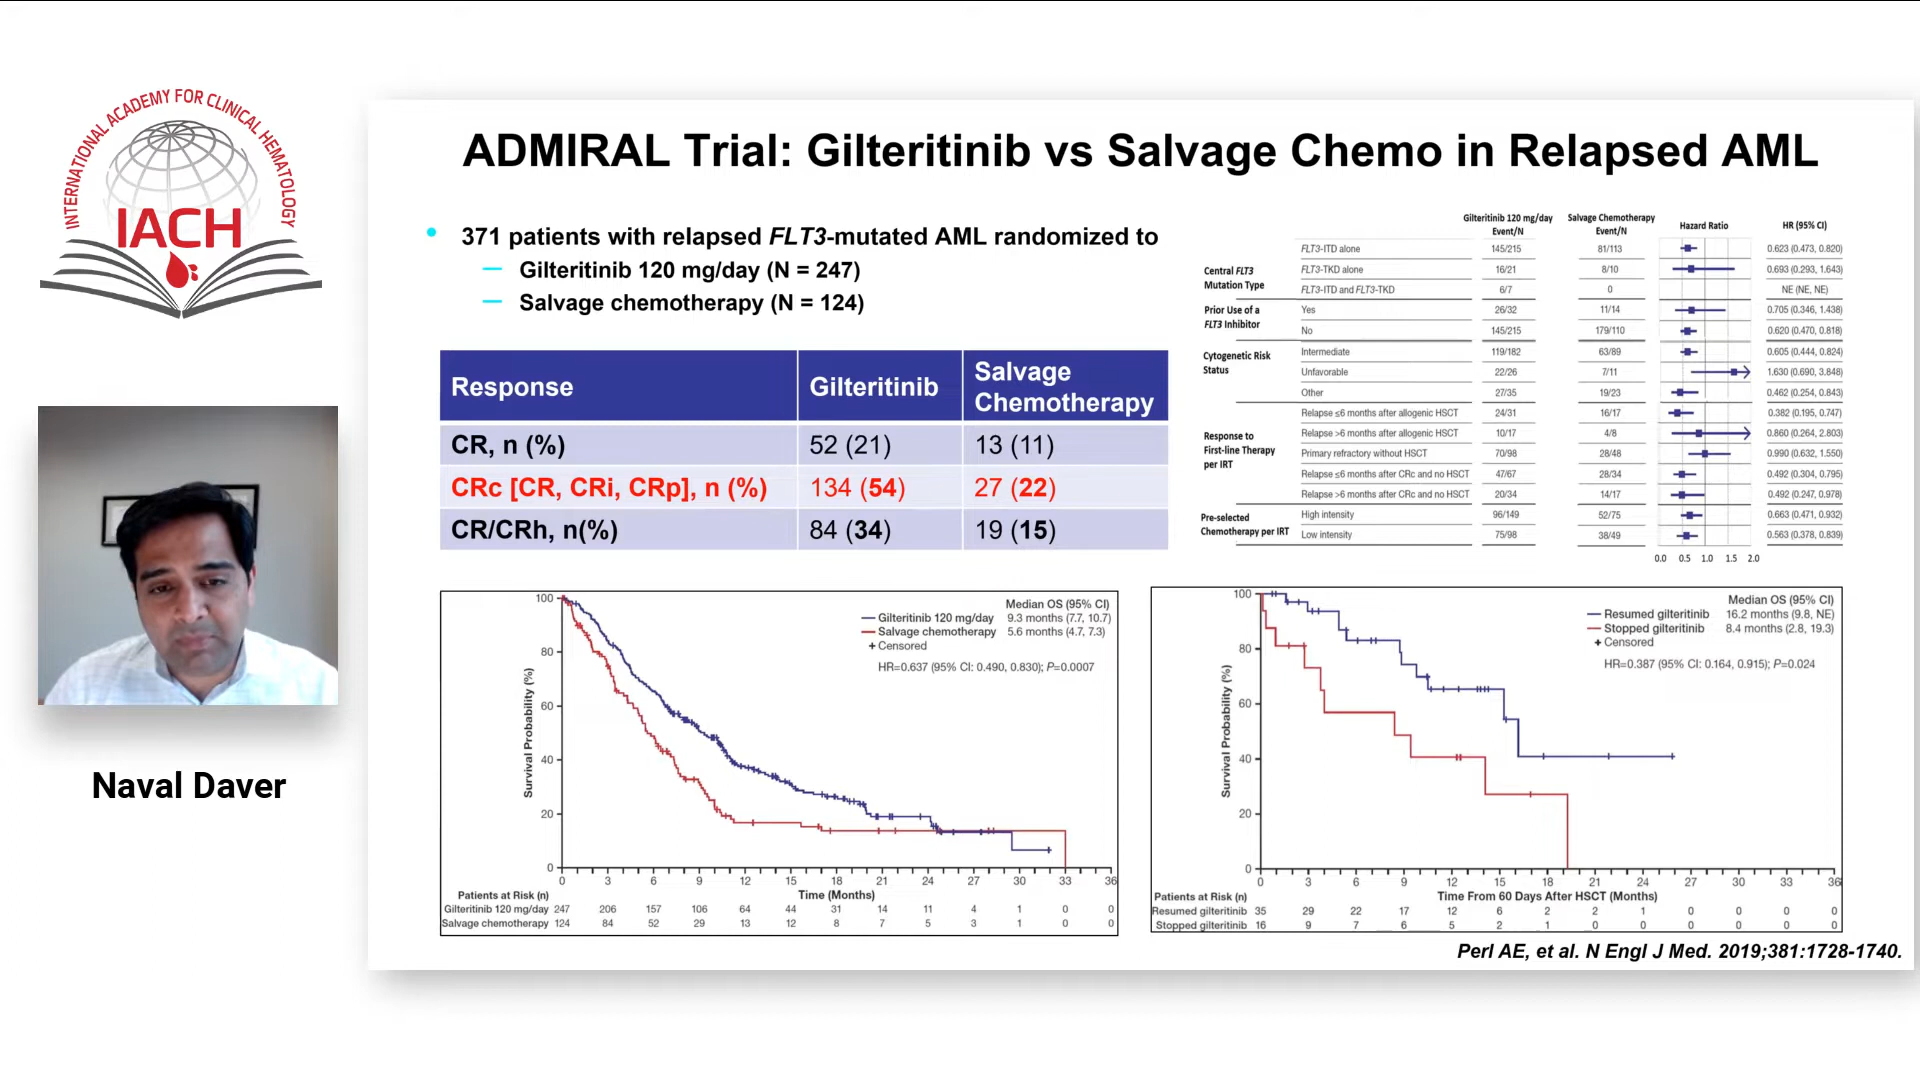 INTERNATIONAL ACADEMY FOR CLINICAL HEMATOLOGY
IACH
Naval Daver
ADMIRAL Trial: Gilteritinib vs Salvage Chemo in Relapsed AML
• 371 patients with relapsed FLT3-mutated AML randomized to
— Gilteritinib 120 mg/day (N = 247)
— Salvage chemotherapy (N = 124)
Response Gilteritinib Salvage Chemotherapy
CR, n (%) 52 (21) 13 (11)
CRc [CR, CRi, CRp], n (%) 134 (54) 27 (22)
CR/CRh, n(%) 84 (34) 19 (15)
Gilteritinib 120 mg/day Salvage Chemotherapy
Event/N Event/N Hazard Ratio HR (95% CI)
Central FLT3
Mutation Type
FLT3-ITD alone 145/215 81/113 0.623 (0.473, 0.820)
FLT3-TKD alone 16/21 8/10 0.693 (0.293, 1.643)
FLT3-ITD and FLT3-TKD 6/7 0 NE (NE, NE)
Prior Use of a
FLT3 Inhibitor
Yes 26/32 11/14 0.705 (0.346, 1.438)
No 145/215 179/110 0.620 (0.470, 0.818)
Cytogenetic Risk
Status
Intermediate 119/182 63/89 0.605 (0.444, 0.824)
Unfavorable 22/26 7/11 1.630 (0.690, 3.848)
Other 27/35 19/23 0.462 (0.254, 0.843)
Response to
First-line Therapy
per IRT
Relapse ≤6 months after allogenic HSCT 24/31 16/17 0.382 (0.195, 0.747)
Relapse >6 months after allogenic HSCT 10/17 4/8 0.860 (0.264, 2.803)
Primary refractory without HSCT 70/98 28/48 0.990 (0.632, 1.550)
Relapse ≤6 months after CRc and no HSCT 47/67 28/34 0.492 (0.304, 0.795)
Relapse >6 months after CRc and no HSCT 20/34 14/17 0.492 (0.247, 0.978)
Pre-selected
Chemotherapy per IRT
High intensity 96/149 52/75 0.663 (0.471, 0.932)
Low intensity 75/98 38/49 0.563 (0.378, 0.839)
0.0 0.5 1.0 1.5 2.0
Survival Probability (%)
100
80
60
40
20
0
Median OS (95% CI)
Gilteritinib 120 mg/day 9.3 months (7.7, 10.7)
Salvage chemotherapy 5.6 months (4.7, 7.3)
+ Censored
HR=0.637 (95% CI: 0.490, 0.830); P=0.0007
0 3 6 9 12 15 18 21 24 27 30 33 36
Patients at Risk (n) Time (Months)
Gilteritinib 120 mg/day 247 206 157 106 64 44 31 14 11 4 1 0 0
Salvage chemotherapy 124 84 52 29 13 12 8 7 5 3 1 0 0
Survival Probability (%)
100
80
60
40
20
0
Median OS (95% CI)
Resumed gilteritinib 16.2 months (9.8, NE)
Stopped gilteritinib 8.4 months (2.8, 19.3)
+ Censored
HR=0.387 (95% CI: 0.164, 0.915); P=0.024
0 3 6 9 12 15 18 21 24 27 30 33 36
Patients at Risk (n) Time From 60 Days After HSCT (Months)
Resumed gilteritinib 35 29 22 17 12 6 2 2 1 0 0 0 0
Stopped gilteritinib 16 9 7 6 5 2 1 0 0 0 0 0 0
Perl AE, et al. N Engl J Med. 2019;381:1728-1740.